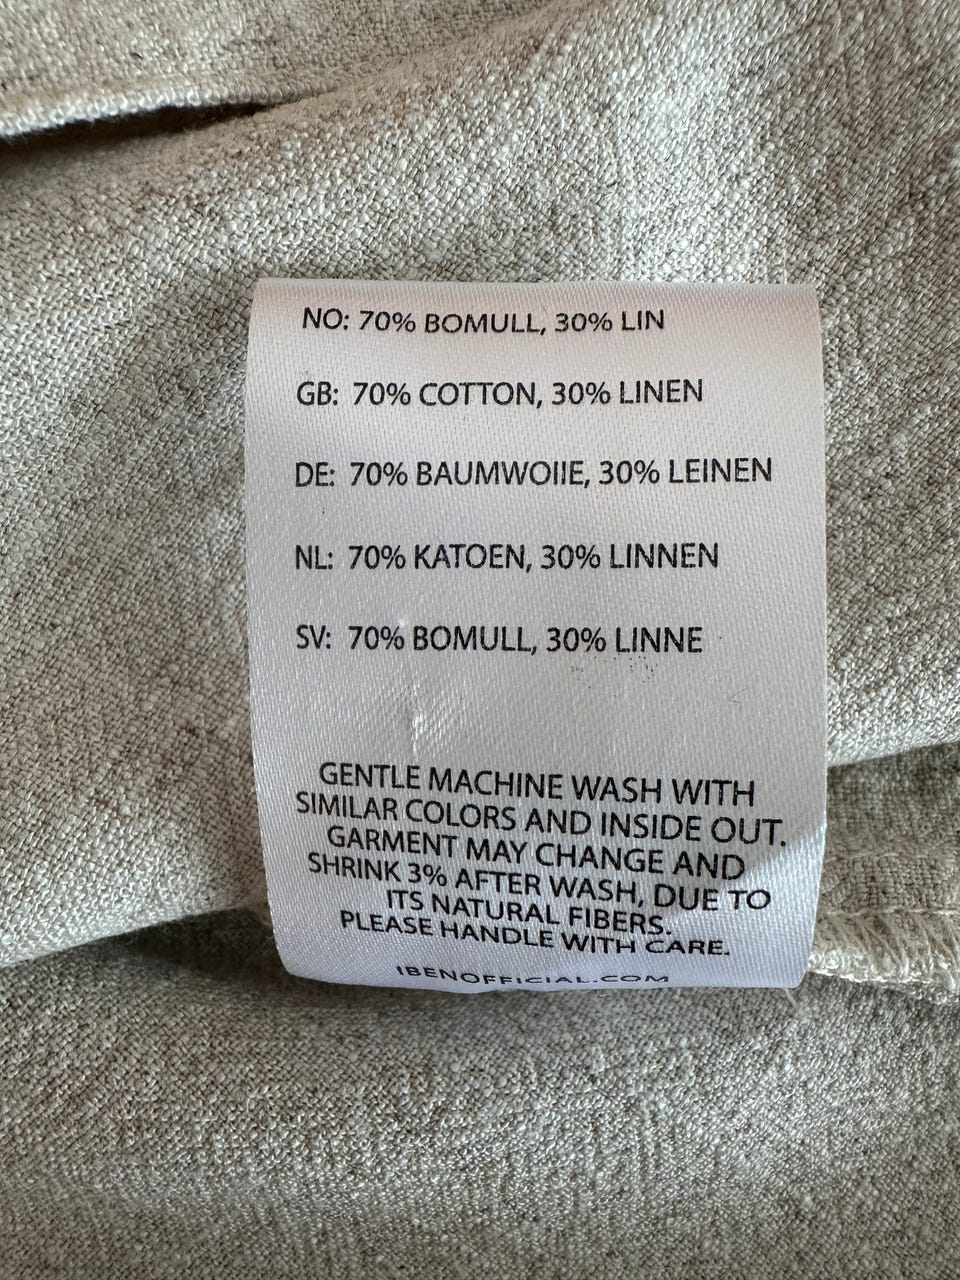 NO: 70% BOMULL, 30% LIN
GB: 70% COTTON, 30% LINEN
DE: 70% BAUMWOIIE, 30% LEINEN
NL: 70% KATOEN, 30% LINNEN
SV: 70% BOMULL, 30% LINNE
GENTLE MACHINE WASH WITH
SIMILAR COLORS AND INSIDE OUT.
GARMENT MAY CHANGE AND
SHRINK 3% AFTER WASH, DUE TO
ITS NATURAL FIBERS.
PLEASE HANDLE WITH CARE.
IBENOFFICIAL.COM